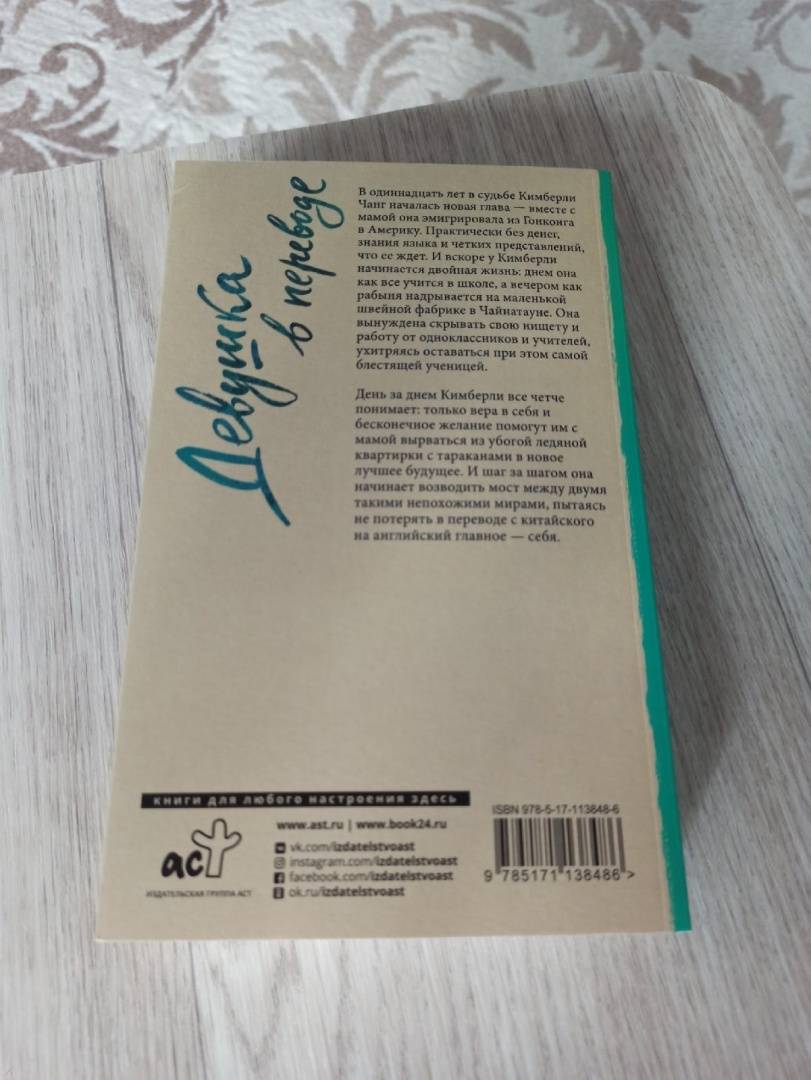 Девушка
в переводе
В одиннадцать лет в судьбе Кимберли
Чанг началась новая глава — вместе с
мамой она эмигрировала из Гонконга
в Америку. Практически без денег,
знания языка и четких представлений,
что ее ждет. И вскоре у Кимберли
начинается двойная жизнь: днем она
как все учится в школе, а вечером как
рабыня надрывается на маленькой
швейной фабрике в Чайнатауне. Она
вынуждена скрывать свою нищету и
работу от одноклассников и учителей,
ухитряясь оставаться при этом самой
блестящей ученицей.
День за днем Кимберли все четче
понимает: только вера в себя и
бесконечное желание помогут им с
мамой вырваться из убогой ледяной
квартирки с тараканами в новое
лучшее будущее. И шаг за шагом она
начинает возводить мост между двумя
такими непохожими мирами, пытаясь
не потерять в переводе с китайского
на английский главное — себя.
книги для любого настроения здесь
аст
ИЗДАТЕЛЬСКАЯ ГРУППА АСТ
www.ast.ru | www.book24.ru
vk.com/izdatelstvoast
instagram.com/izdatelstvoast
facebook.com/izdatelstvoast
ok.ru/izdatelstvoast
ISBN 978-5-17-113848-6
9 785171 138486 >